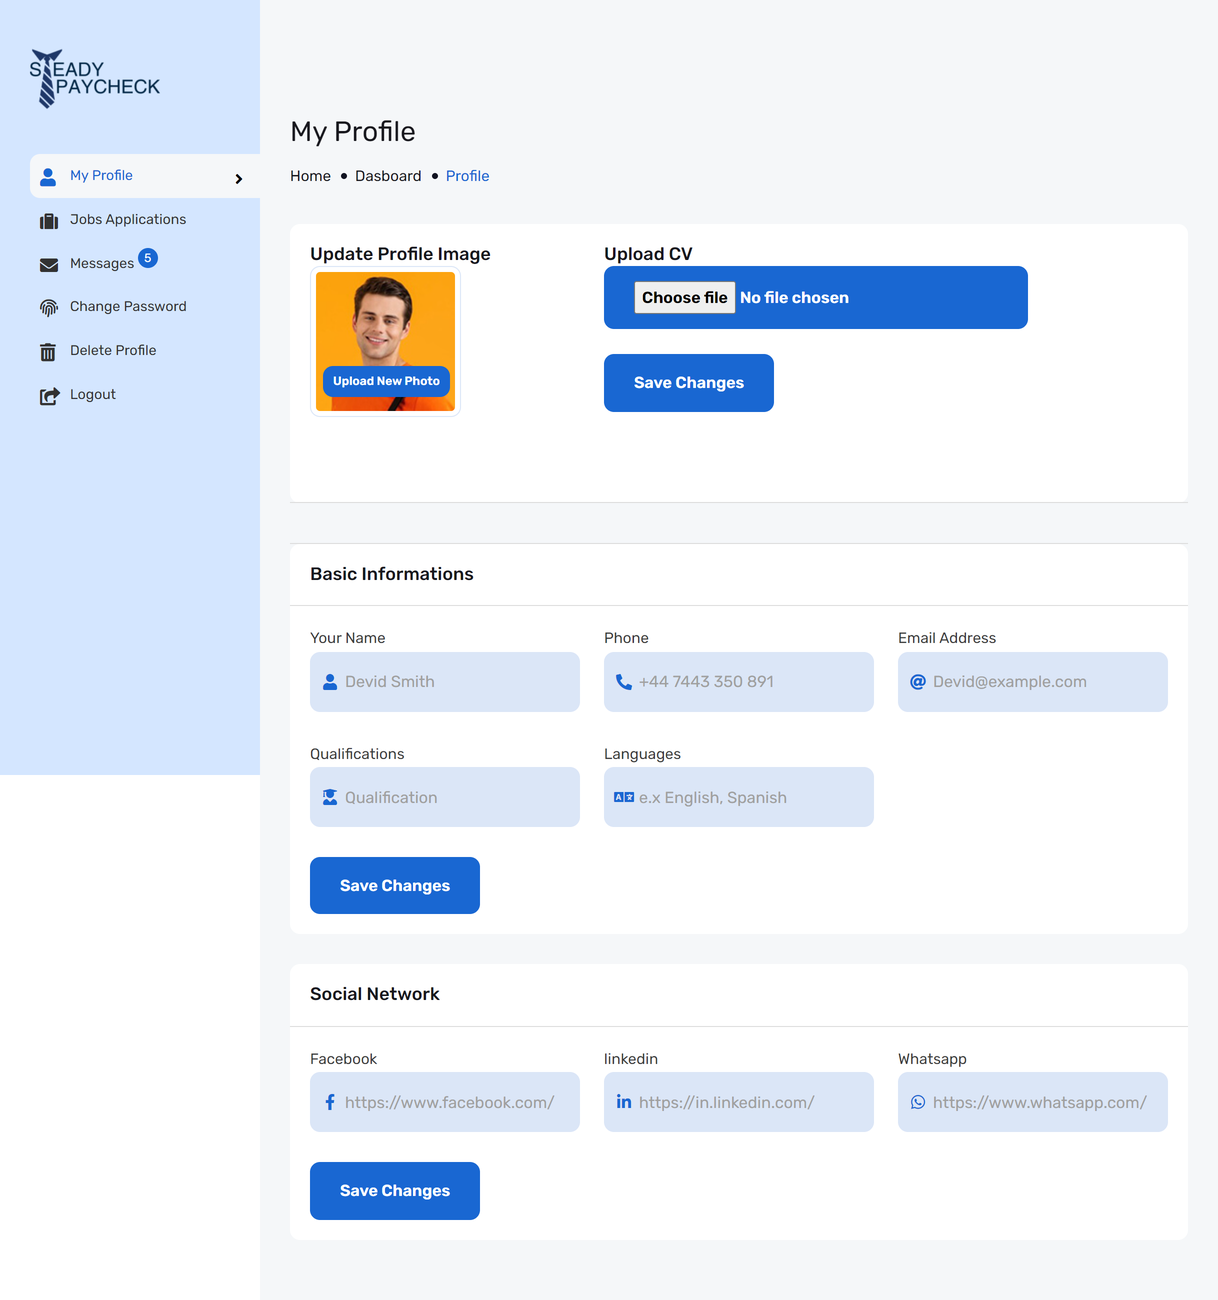 STEADY
PAYCHECK
My Profile
Jobs Applications
Messages 5
Change Password
Delete Profile
Logout
My Profile
Home • Dasboard • Profile
Update Profile Image
Upload New Photo
Upload CV
Choose file No file chosen
Save Changes
Basic Informations
Your Name
Devid Smith
Phone
+44 7443 350 891
Email Address
Devid@example.com
Qualifications
Qualification
Languages
e.x English, Spanish
Save Changes
Social Network
Facebook
https://www.facebook.com/
linkedin
https://in.linkedin.com/
Whatsapp
https://www.whatsapp.com/
Save Changes